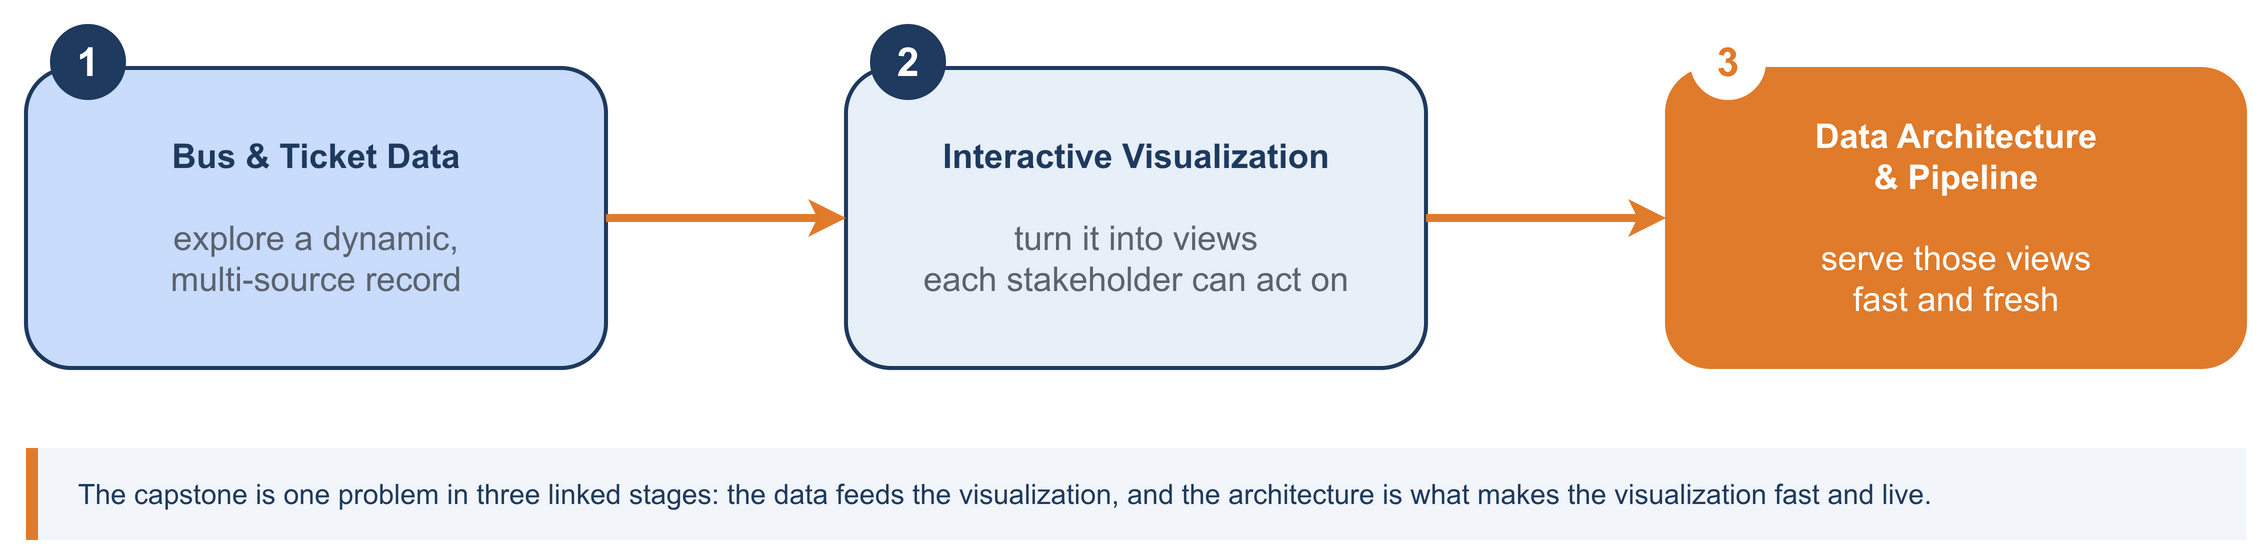 1
Bus & Ticket Data
explore a dynamic,
multi-source record
2
Interactive Visualization
turn it into views
each stakeholder can act on
3
Data Architecture
& Pipeline
serve those views
fast and fresh
The capstone is one problem in three linked stages: the data feeds the visualization, and the architecture is what makes the visualization fast and live.